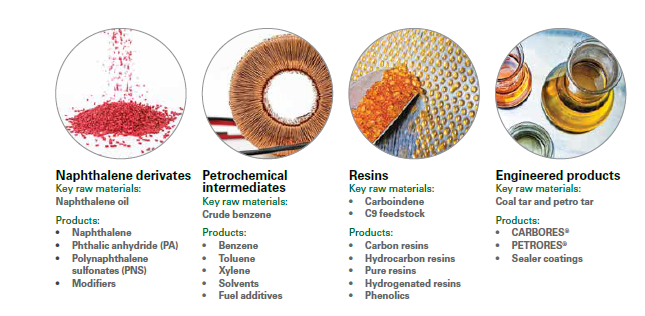 Naphthalene derivates
Key raw materials:
Naphthalene oil
Products:
• Naphthalene
• Phthalic anhydride (PA)
• Polynaphthalene
sulfonates (PNS)
• Modifiers
Petrochemical
intermediates
Key raw materials:
Crude benzene
Products:
• Benzene
• Toluene
• Xylene
• Solvents
• Fuel additives
Resins
Key raw materials:
• Carboindene
• C9 feedstock
Products:
• Carbon resins
• Hydrocarbon resins
• Pure resins
• Hydrogenated resins
• Phenolics
Engineered products
Key raw materials:
Coal tar and petro tar
Products:
• CARBORES®
• PETRORES®
• Sealer coatings